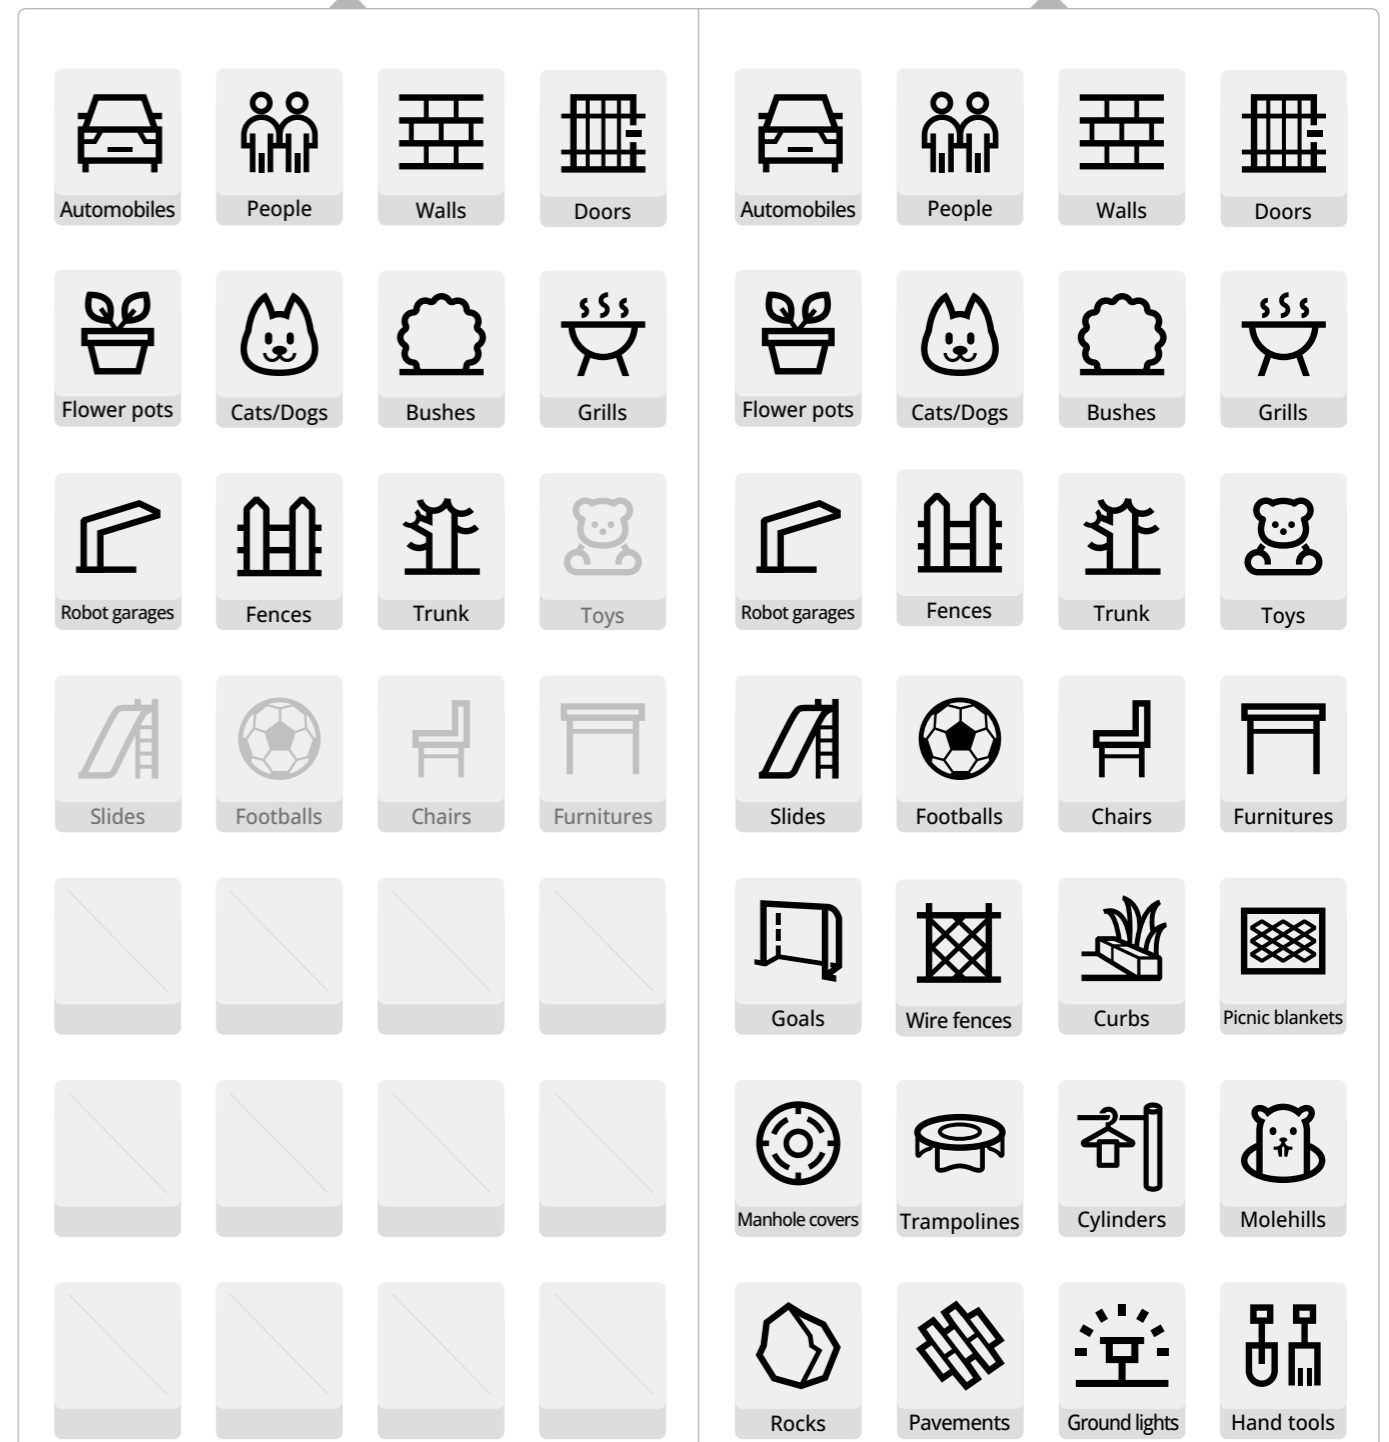 Automobiles People Walls Doors
Flower pots Cats/Dogs Bushes Grills
Robot garages Fences Trunk Toys
Slides Footballs Chairs Furnitures
Automobiles People Walls Doors
Flower pots Cats/Dogs Bushes Grills
Robot garages Fences Trunk Toys
Slides Footballs Chairs Furnitures
Goals Wire fences Curbs Picnic blankets
Manhole covers Trampolines Cylinders Molehills
Rocks Pavements Ground lights Hand tools